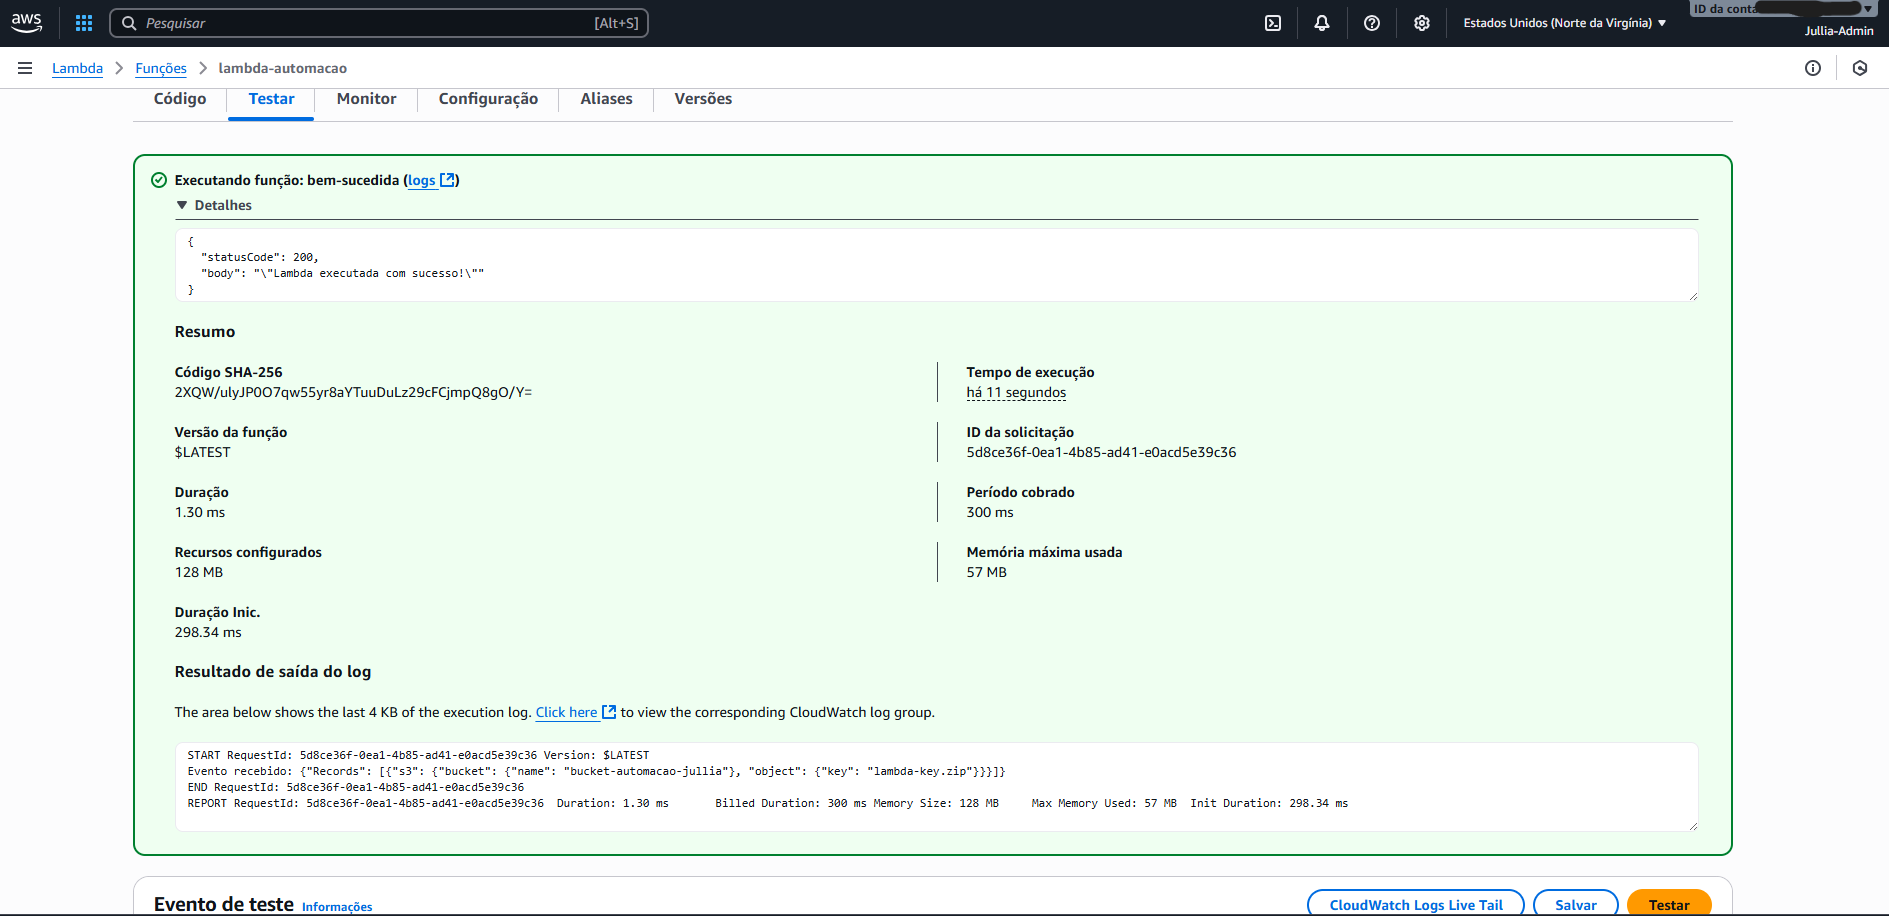 aws
Pesquisar
[Alt+S]
Estados Unidos (Norte da Virgínia)
ID da conta
Jullia-Admin
Lambda
Funções
lambda-automacao
Código
Testar
Monitor
Configuração
Aliases
Versões
Executando função: bem-sucedida (logs)
Detalhes
{
"statusCode": 200,
"body": "\"Lambda executada com sucesso!\""
}
Resumo
Código SHA-256
2XQW/ulyJP0O7qw55yr8aYTuuDuLz29cFCjmpQ8gO/Y=
Tempo de execução
há 11 segundos
Versão da função
$LATEST
ID da solicitação
5d8ce36f-0ea1-4b85-ad41-e0acd5e39c36
Duração
1.30 ms
Período cobrado
300 ms
Recursos configurados
128 MB
Memória máxima usada
57 MB
Duração Inic.
298.34 ms
Resultado de saída do log
The area below shows the last 4 KB of the execution log. Click here to view the corresponding CloudWatch log group.
START RequestId: 5d8ce36f-0ea1-4b85-ad41-e0acd5e39c36 Version: $LATEST
Evento recebido: {"Records": [{"s3": {"bucket": {"name": "bucket-automacao-jullia"}, "object": {"key": "lambda-key.zip"}}}]}
END RequestId: 5d8ce36f-0ea1-4b85-ad41-e0acd5e39c36
REPORT RequestId: 5d8ce36f-0ea1-4b85-ad41-e0acd5e39c36 Duration: 1.30 ms Billed Duration: 300 ms Memory Size: 128 MB Max Memory Used: 57 MB Init Duration: 298.34 ms
Evento de teste Informações
CloudWatch Logs Live Tail
Salvar
Testar